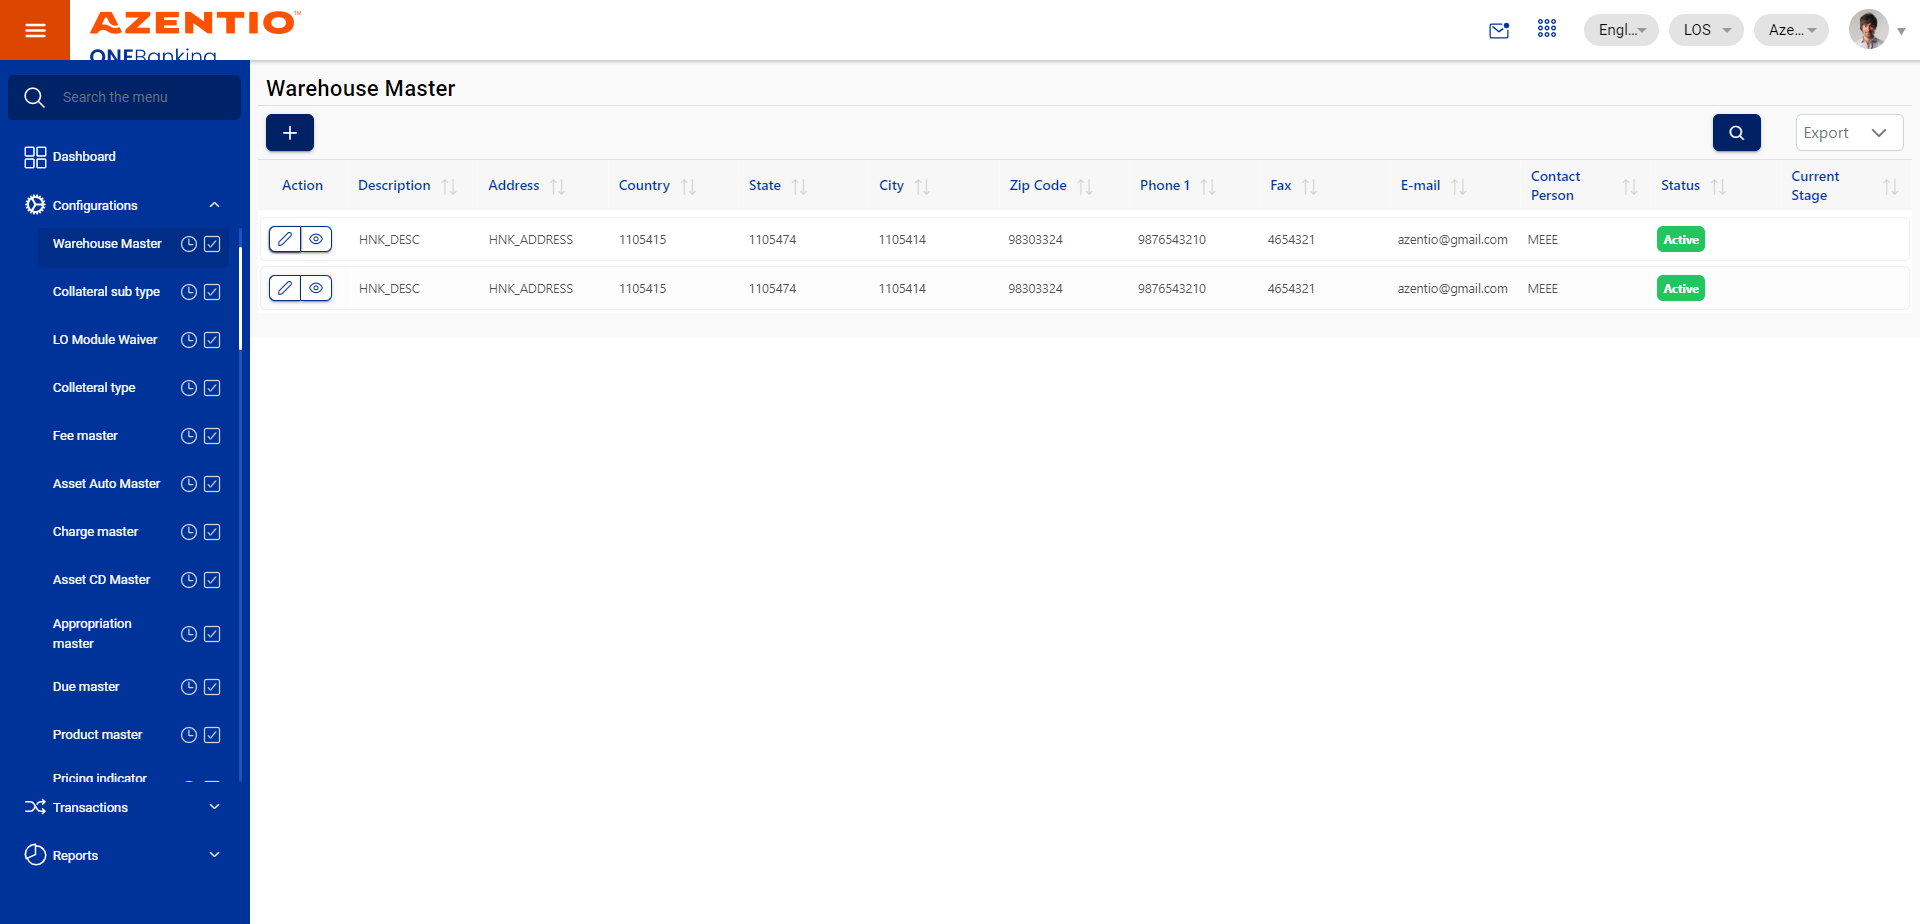 AZENTIO™
ONEBanking
Engl...
LOS
Aze...
Search the menu
Dashboard
Configurations
Warehouse Master
Collateral sub type
LO Module Waiver
Colleteral type
Fee master
Asset Auto Master
Charge master
Asset CD Master
Appropriation
master
Due master
Product master
Pricing indicator
Transactions
Reports
Warehouse Master
Export
Action Description Address Country State City Zip Code Phone 1 Fax E-mail Contact Person Status Current Stage
HNK_DESC HNK_ADDRESS 1105415 1105474 1105414 98303324 9876543210 4654321 azentio@gmail.com MEEE Active
HNK_DESC HNK_ADDRESS 1105415 1105474 1105414 98303324 9876543210 4654321 azentio@gmail.com MEEE Active